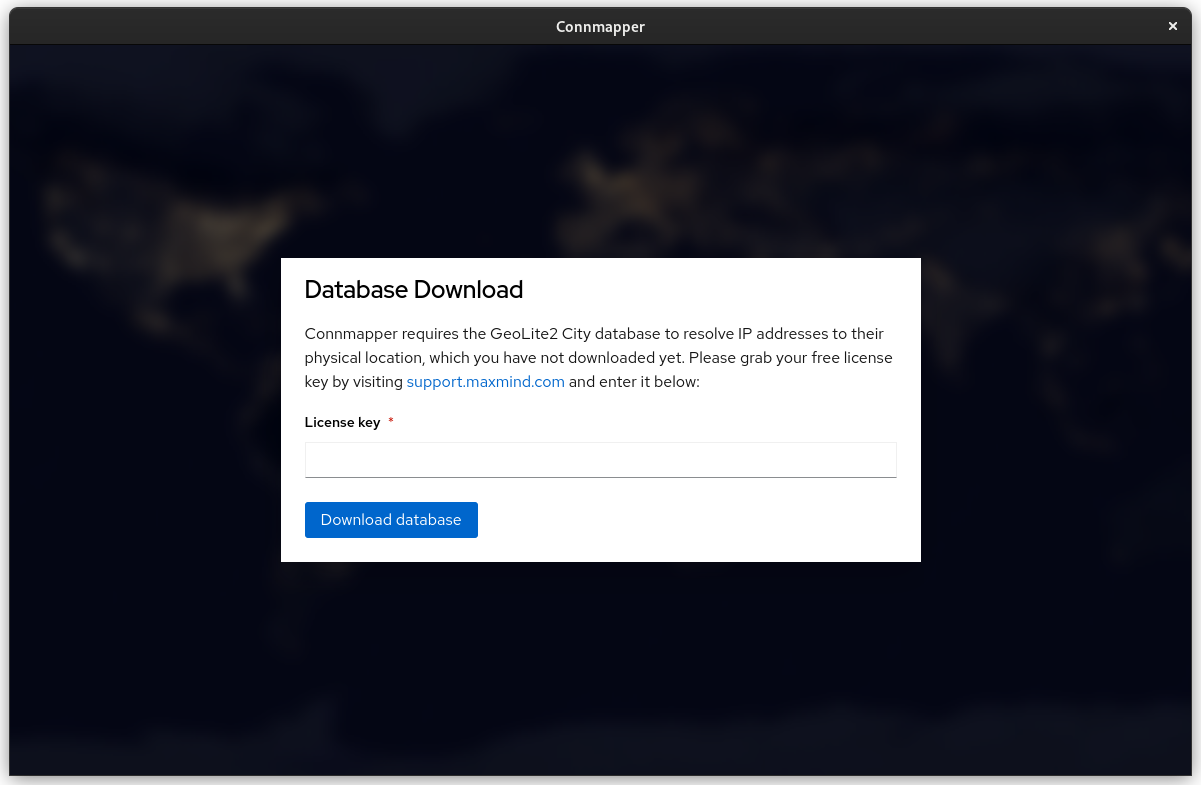 Connmapper
Database Download
Connmapper requires the GeoLite2 City database to resolve IP addresses to their
physical location, which you have not downloaded yet. Please grab your free license
key by visiting support.maxmind.com and enter it below:
License key *
Download database